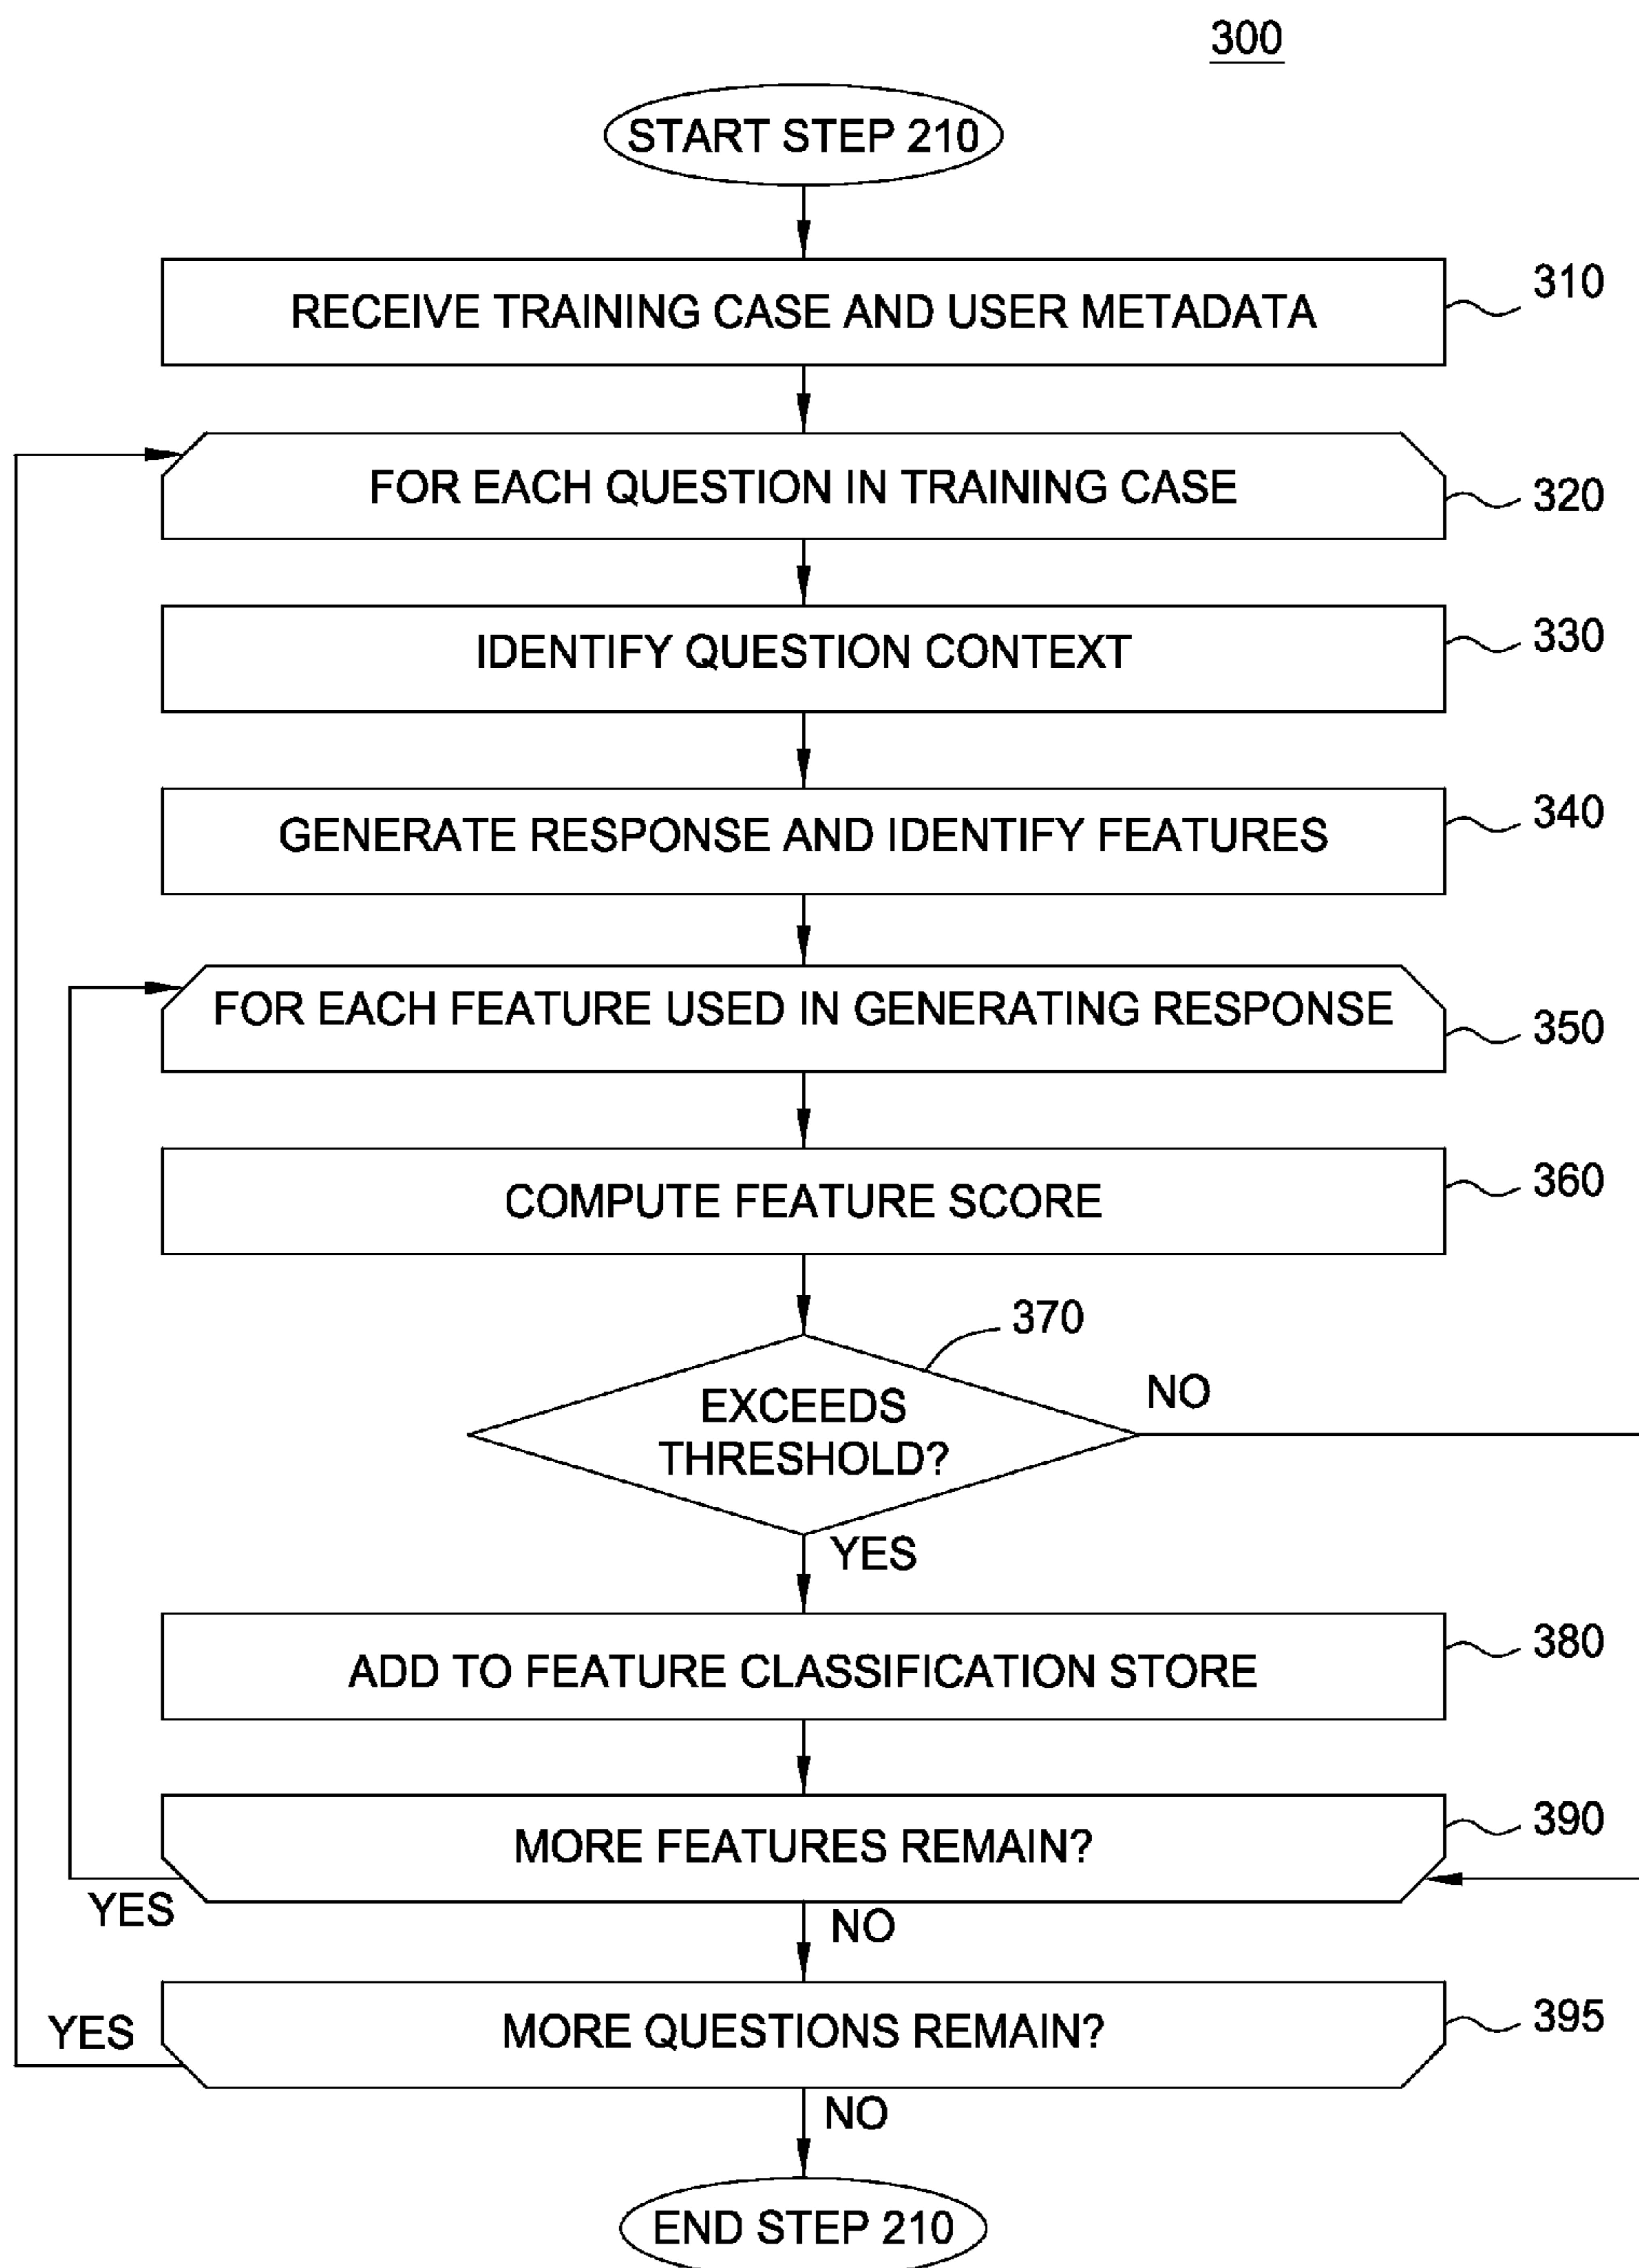 300
START STEP 210
RECEIVE TRAINING CASE AND USER METADATA
310
FOR EACH QUESTION IN TRAINING CASE
320
IDENTIFY QUESTION CONTEXT
330
GENERATE RESPONSE AND IDENTIFY FEATURES
340
FOR EACH FEATURE USED IN GENERATING RESPONSE
350
COMPUTE FEATURE SCORE
360
370
EXCEEDS
THRESHOLD?
NO
YES
ADD TO FEATURE CLASSIFICATION STORE
380
MORE FEATURES REMAIN?
390
YES
NO
MORE QUESTIONS REMAIN?
395
YES
NO
END STEP 210